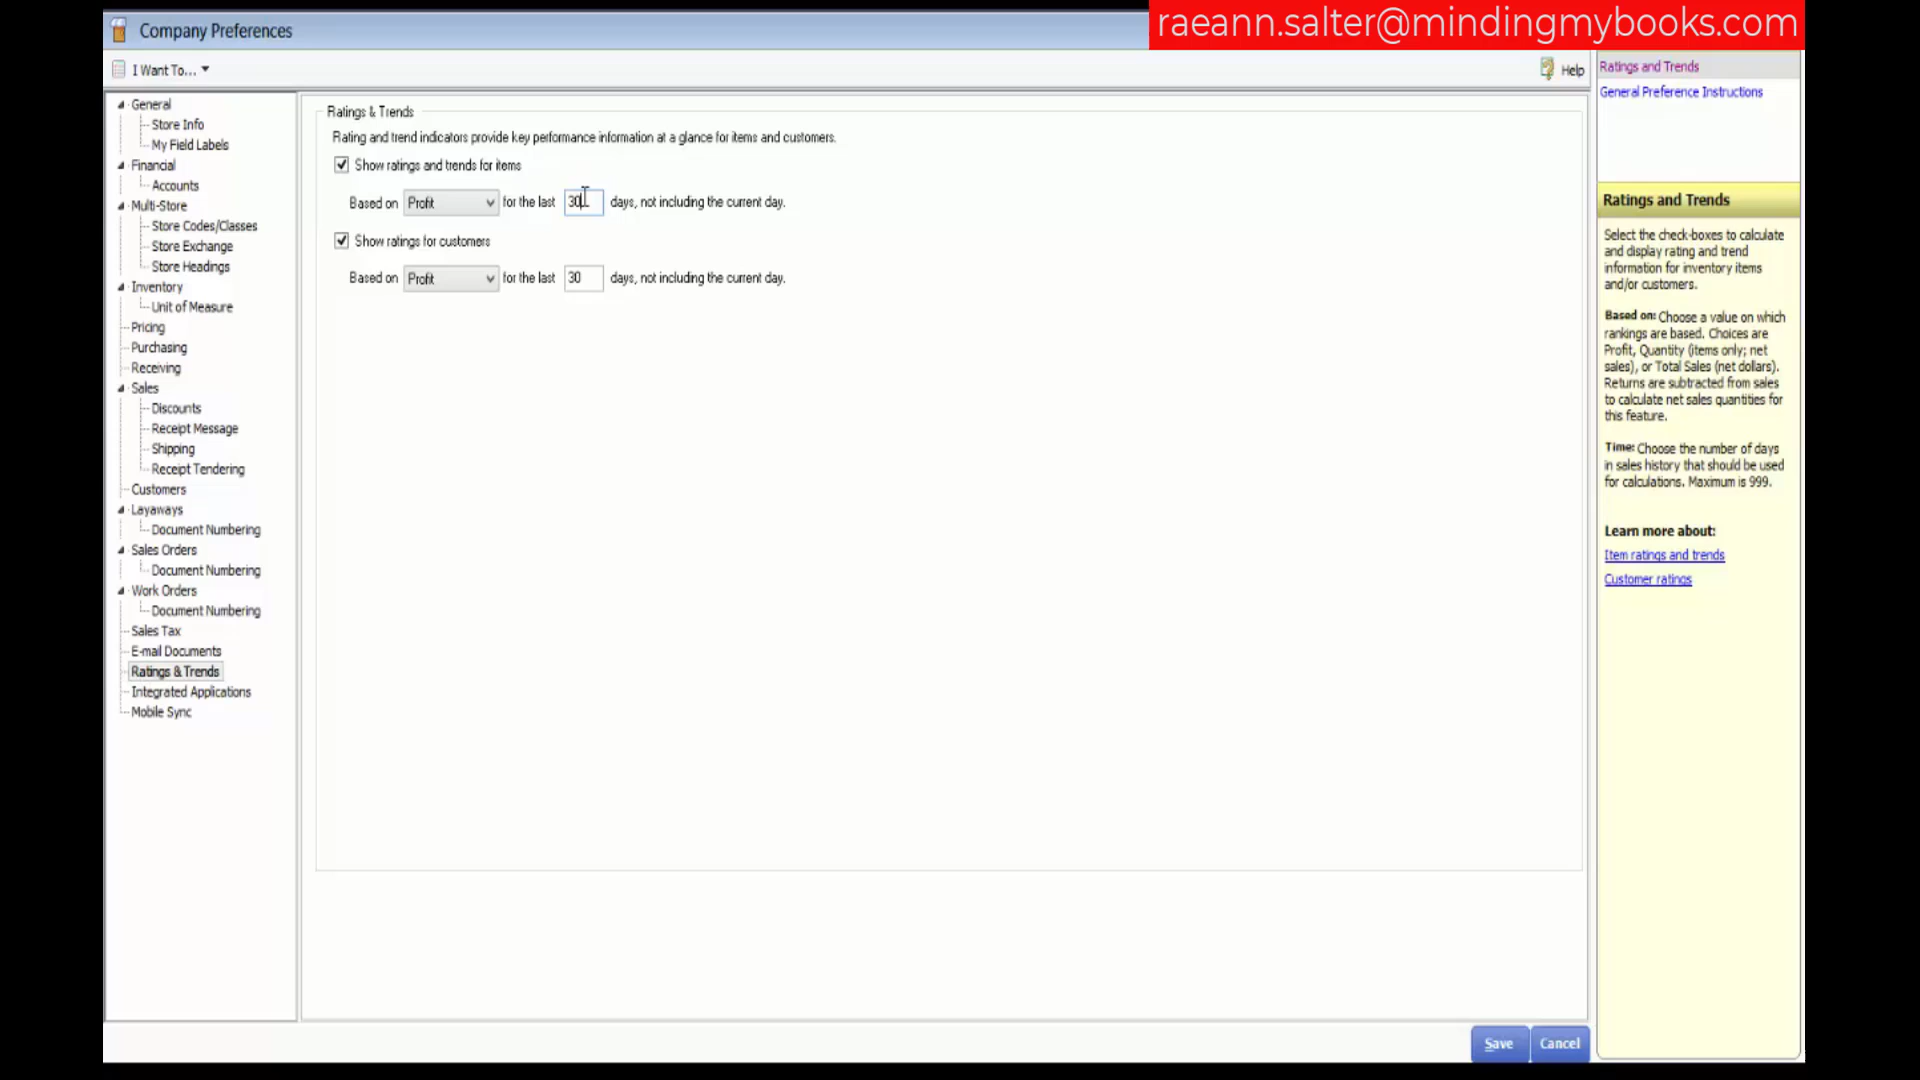 Company Preferences
raeann.salter@mindingmybooks.com
I Want To...
Help
General
Store Info
My Field Labels
Financial
Accounts
Multi-Store
Store Codes/Classes
Store Exchange
Store Headings
Inventory
Unit of Measure
Pricing
Purchasing
Receiving
Sales
Discounts
Receipt Message
Shipping
Receipt Tendering
Customers
Layaways
Document Numbering
Sales Orders
Document Numbering
Work Orders
Document Numbering
Sales Tax
E-mail Documents
Ratings & Trends
Integrated Applications
Mobile Sync
Ratings & Trends
Rating and trend indicators provide key performance information at a glance for items and customers.
Show ratings and trends for items
Based on Profit for the last 30 days, not including the current day.
Show ratings for customers
Based on Profit for the last 30 days, not including the current day.
Save Cancel
Ratings and Trends
General Preference Instructions
Ratings and Trends
Select the check-boxes to calculate
and display rating and trend
information for inventory items
and/or customers.
Based on: Choose a value on which
rankings are based. Choices are
Profit, Quantity (items only; net
sales), or Total Sales (net dollars).
Returns are subtracted from sales
to calculate net sales quantities for
this feature.
Time: Choose the number of days
in sales history that should be used
for calculations. Maximum is 999.
Learn more about:
Item ratings and trends
Customer ratings